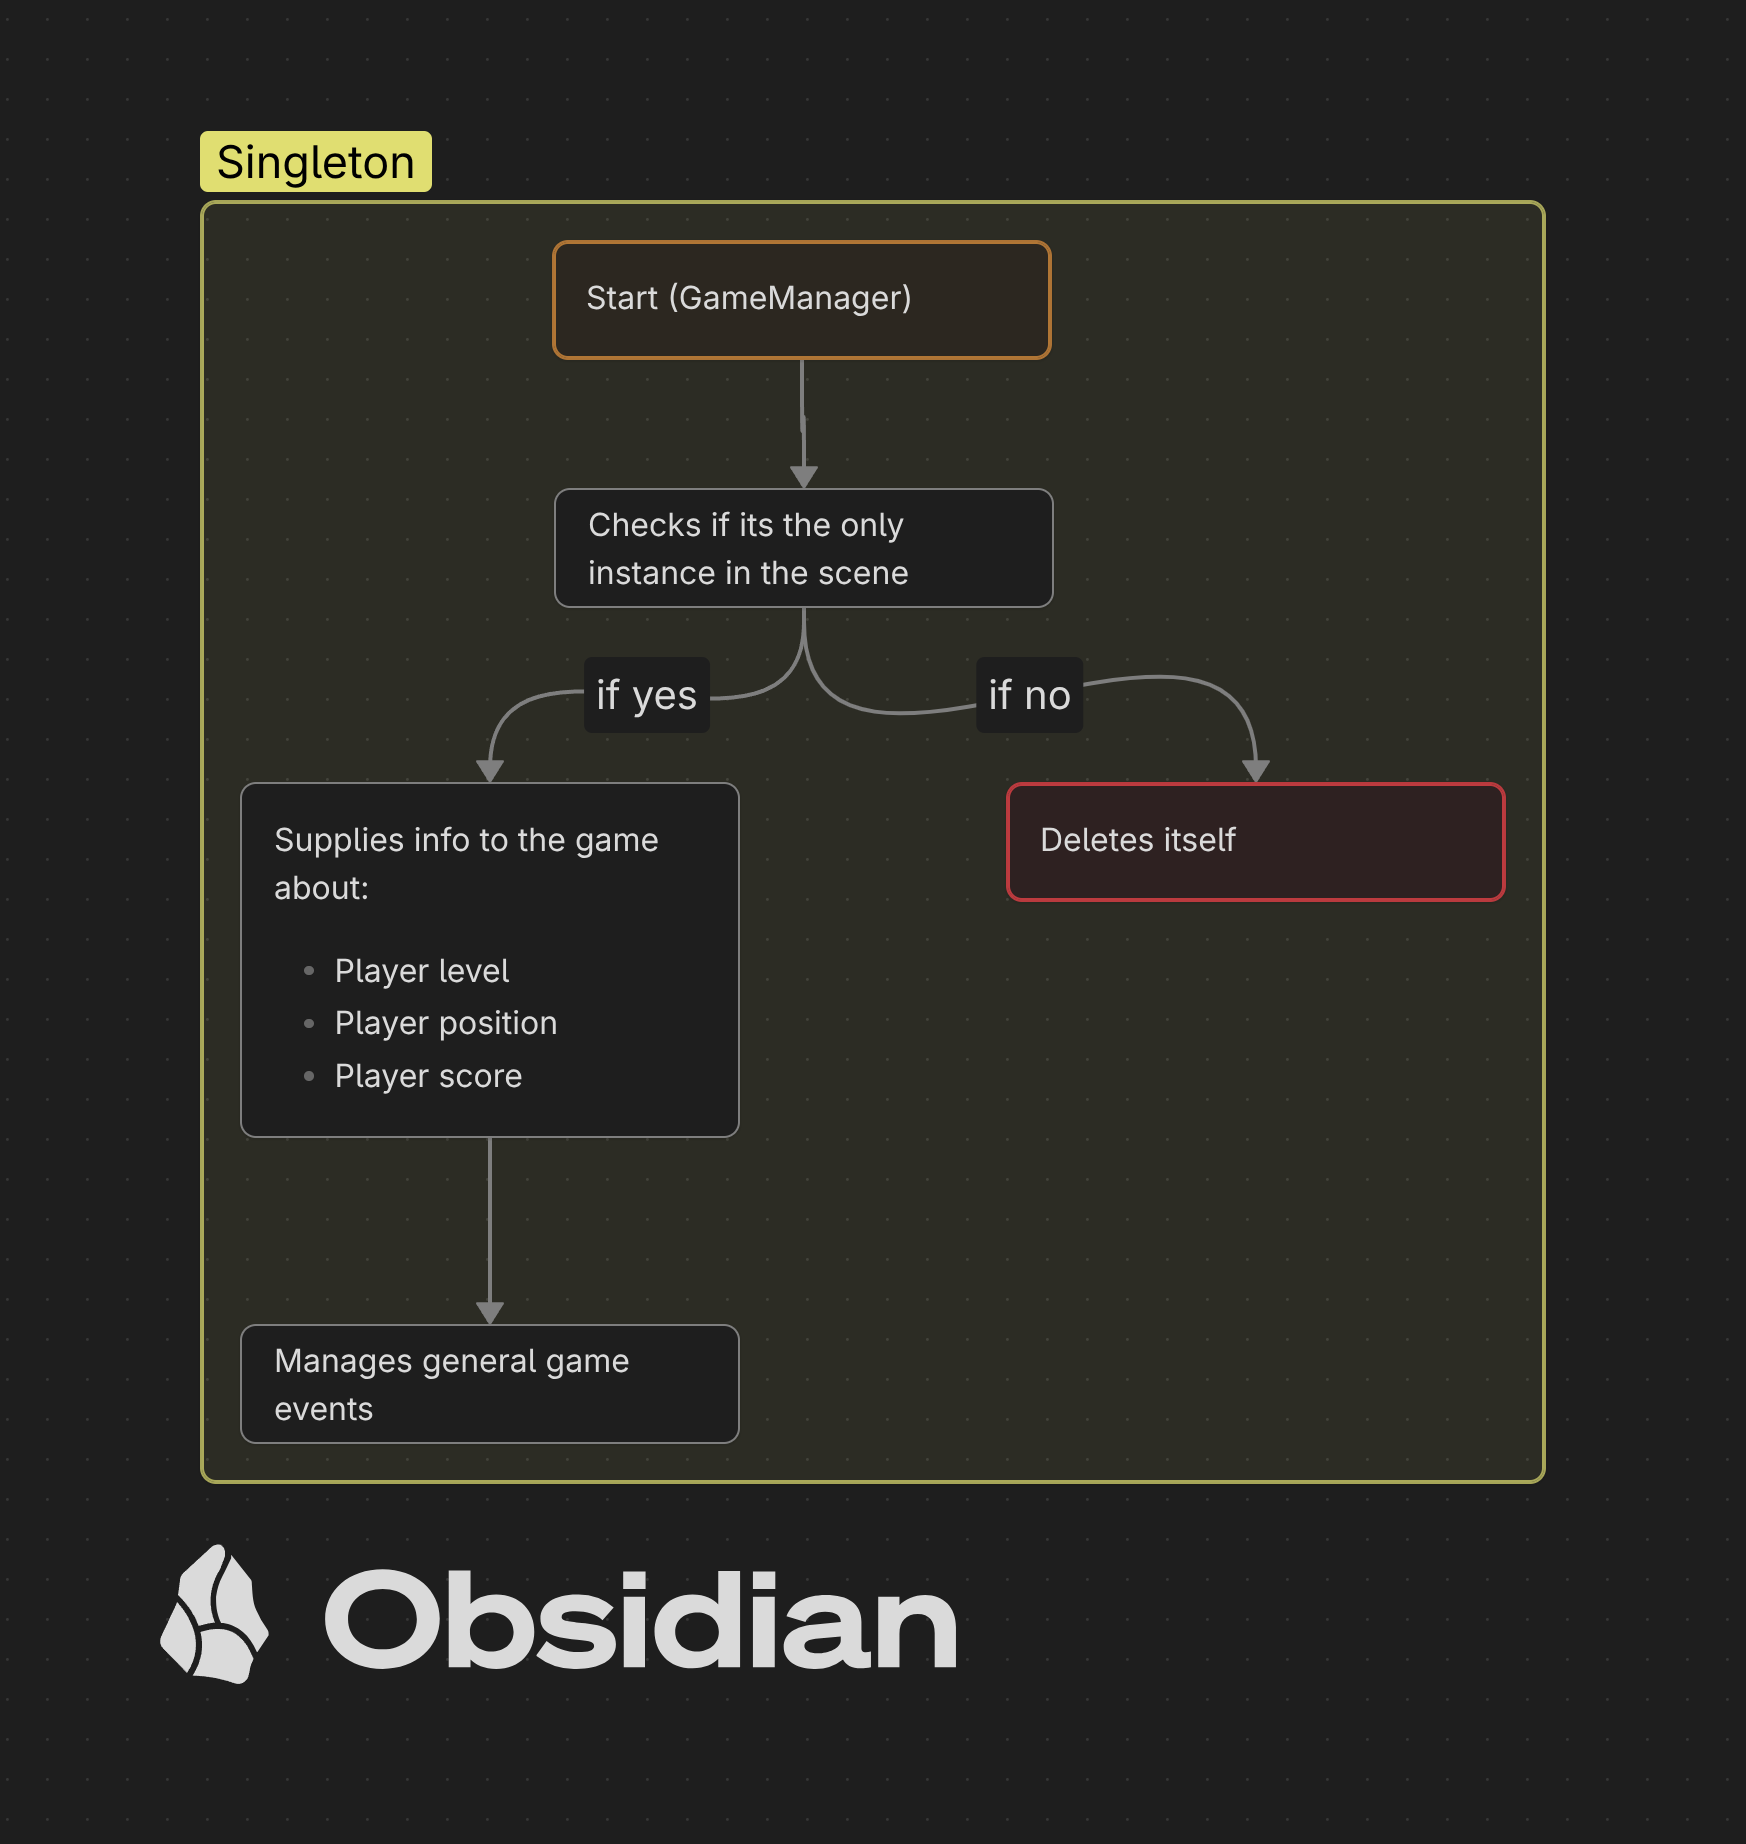 Singleton
Start (GameManager)
Checks if its the only
instance in the scene
if yes
if no
Supplies info to the game
about:
Player level
Player position
Player score
Deletes itself
Manages general game
events
Obsidian